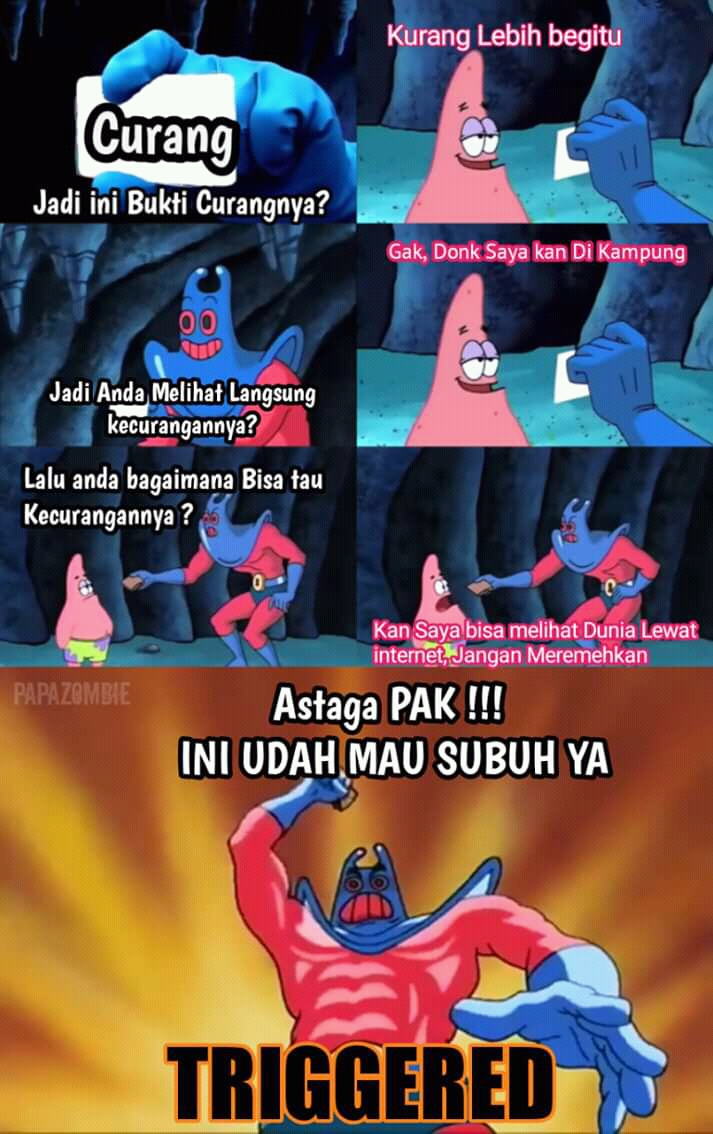 Curang
Jadi ini Bukti Curangnya?
Kurang Lebih begitu
Jadi Anda Melihat Langsung
kecurangannya?
Gak, Donk Saya kan Di Kampung
Lalu anda bagaimana Bisa tau
Kecurangannya ?
Kan Saya bisa melihat Dunia Lewat
internet, Jangan Meremehkan
PAPAZOMBIE
Astaga PAK !!!
INI UDAH MAU SUBUH YA
TRIGGERED